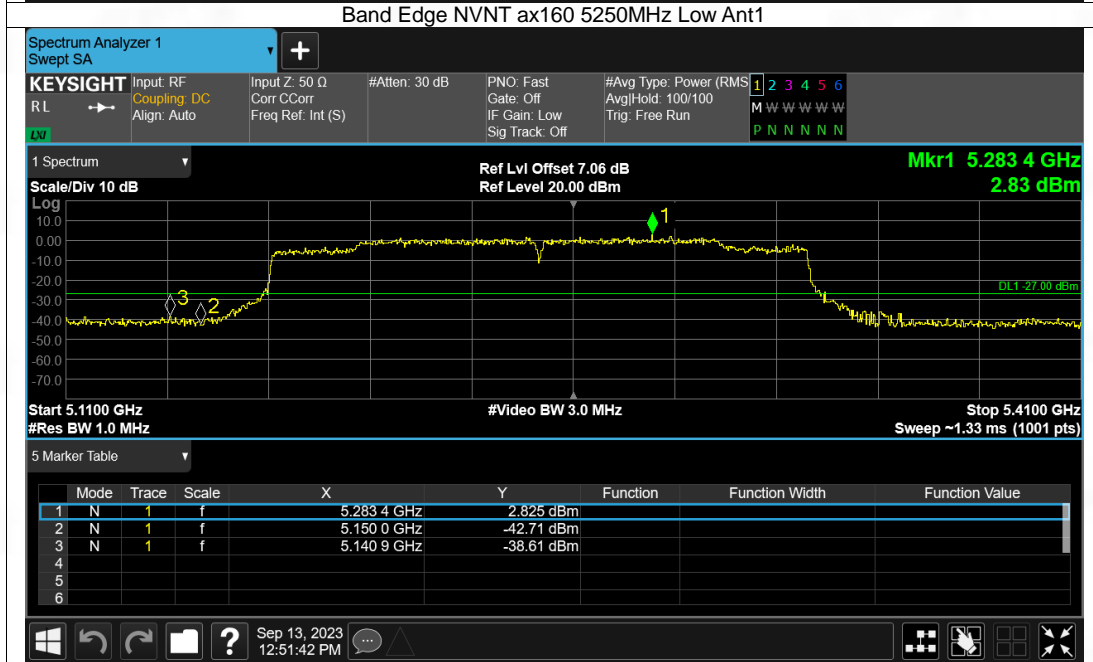 Band Edge NVNT ax160 5250MHz Low Ant1
Spectrum Analyzer 1
Swept SA
+
KEYSIGHT
RL
LXI
Input: RF
Coupling: DC
Align: Auto
Input Z: 50 Ω
Corr CCorr
Freq Ref: Int (S)
#Atten: 30 dB
PNO: Fast
Gate: Off
IF Gain: Low
Sig Track: Off
#Avg Type: Power (RMS
Avg|Hold: 100/100
Trig: Free Run
1 2 3 4 5 6
M W W W W W
P N N N N N
1 Spectrum
Scale/Div 10 dB
Ref Lvl Offset 7.06 dB
Ref Level 20.00 dBm
Mkr1 5.283 4 GHz
2.83 dBm
Log
10.0
0.00
-10.0
-20.0
-30.0
-40.0
-50.0
-60.0
-70.0
1
3
2
DL1 -27.00 dBm
Start 5.1100 GHz
#Res BW 1.0 MHz
#Video BW 3.0 MHz
Stop 5.4100 GHz
Sweep ~1.33 ms (1001 pts)
5 Marker Table
Mode Trace Scale X Y Function Function Width Function Value
1 N 1 f 5.283 4 GHz 2.825 dBm
2 N 1 f 5.150 0 GHz -42.71 dBm
3 N 1 f 5.140 9 GHz -38.61 dBm
4
5
6
?
Sep 13, 2023
12:51:42 PM